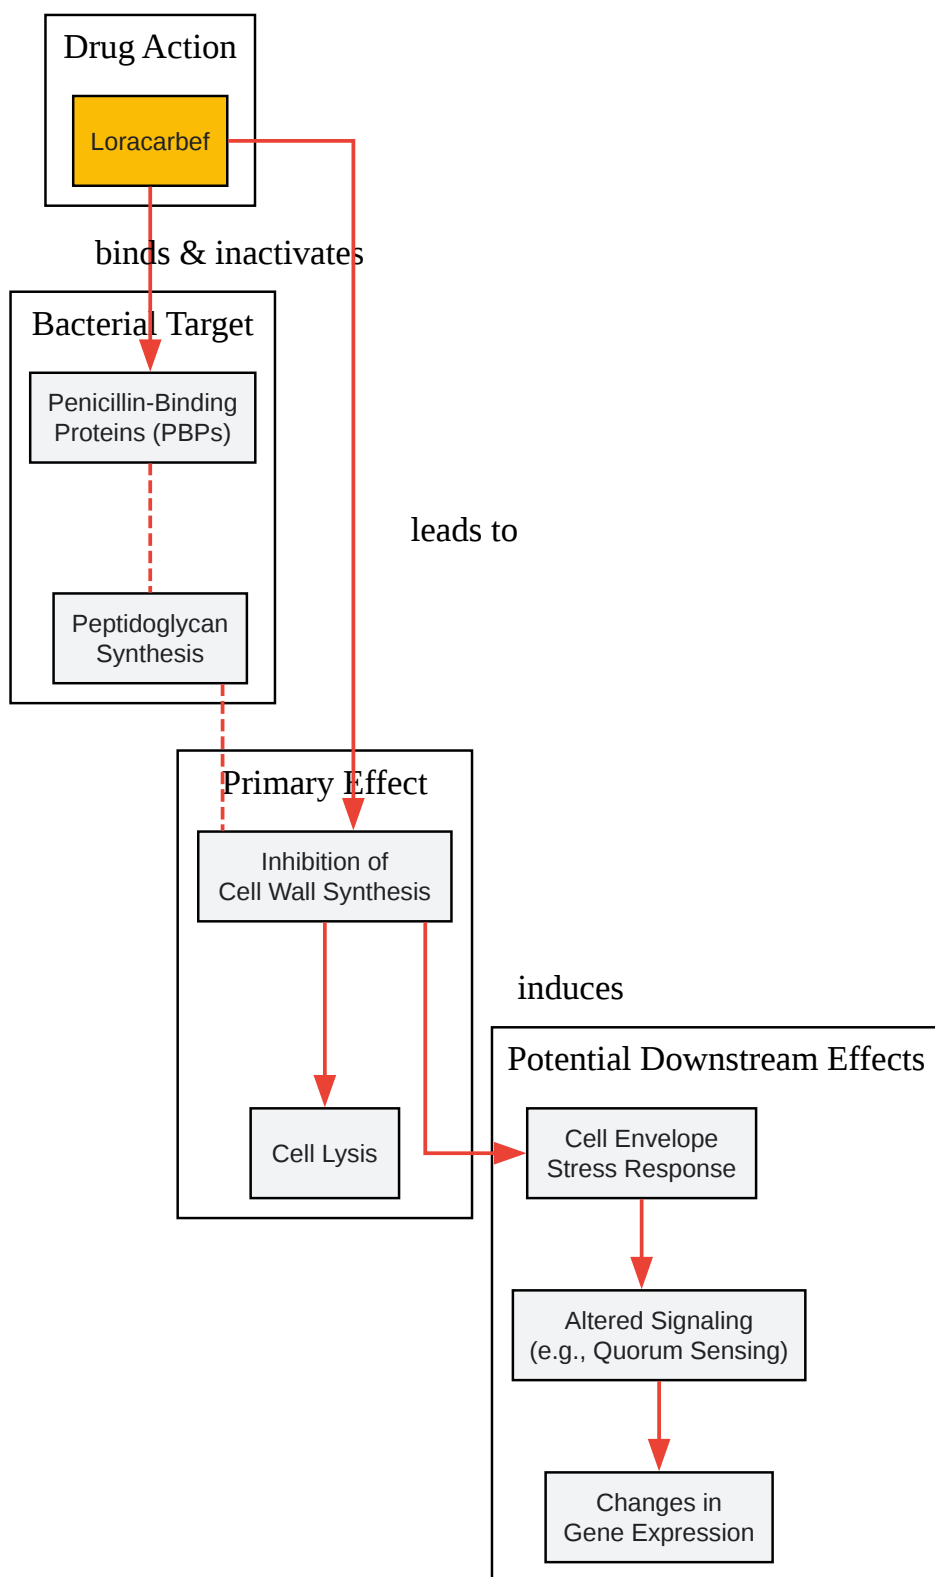 Drug Action
Loracarbef
binds & inactivates
Bacterial Target
Penicillin-Binding
Proteins (PBPs)
leads to
Peptidoglycan
Synthesis
Primary Effect
Inhibition of
Cell Wall Synthesis
induces
Potential Downstream Effects
Cell Lysis
Cell Envelope
Stress Response
Altered Signaling
(e.g., Quorum Sensing)
Changes in
Gene Expression